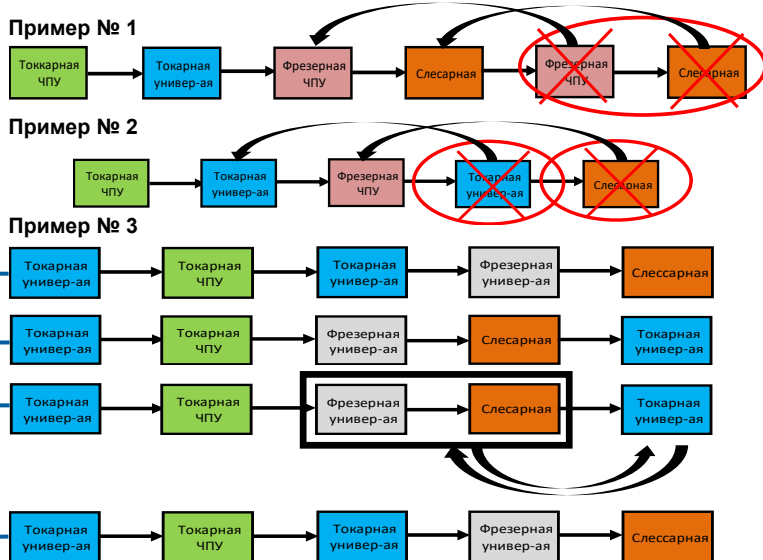 Пример № 1
Токкарная
ЧПУ
Токарная
универ-ая
Фрезерная
ЧПУ
Слесарная
Фрезерная
ЧПУ
Слесарная
Пример № 2
Токарная
ЧПУ
Токарная
универ-ая
Фрезерная
ЧПУ
Токарная
универ-ая
Слесарная
Пример № 3
Токарная
универ-ая
Токарная
ЧПУ
Токарная
универ-ая
Фрезерная
универ-ая
Слессарная
Токарная
универ-ая
Токарная
ЧПУ
Фрезерная
универ-ая
Слесарная
Токарная
универ-ая
Токарная
универ-ая
Токарная
ЧПУ
Фрезерная
универ-ая
Слесарная
Токарная
универ-ая
Токарная
универ-ая
Токарная
ЧПУ
Токарная
универ-ая
Фрезерная
универ-ая
Слессарная